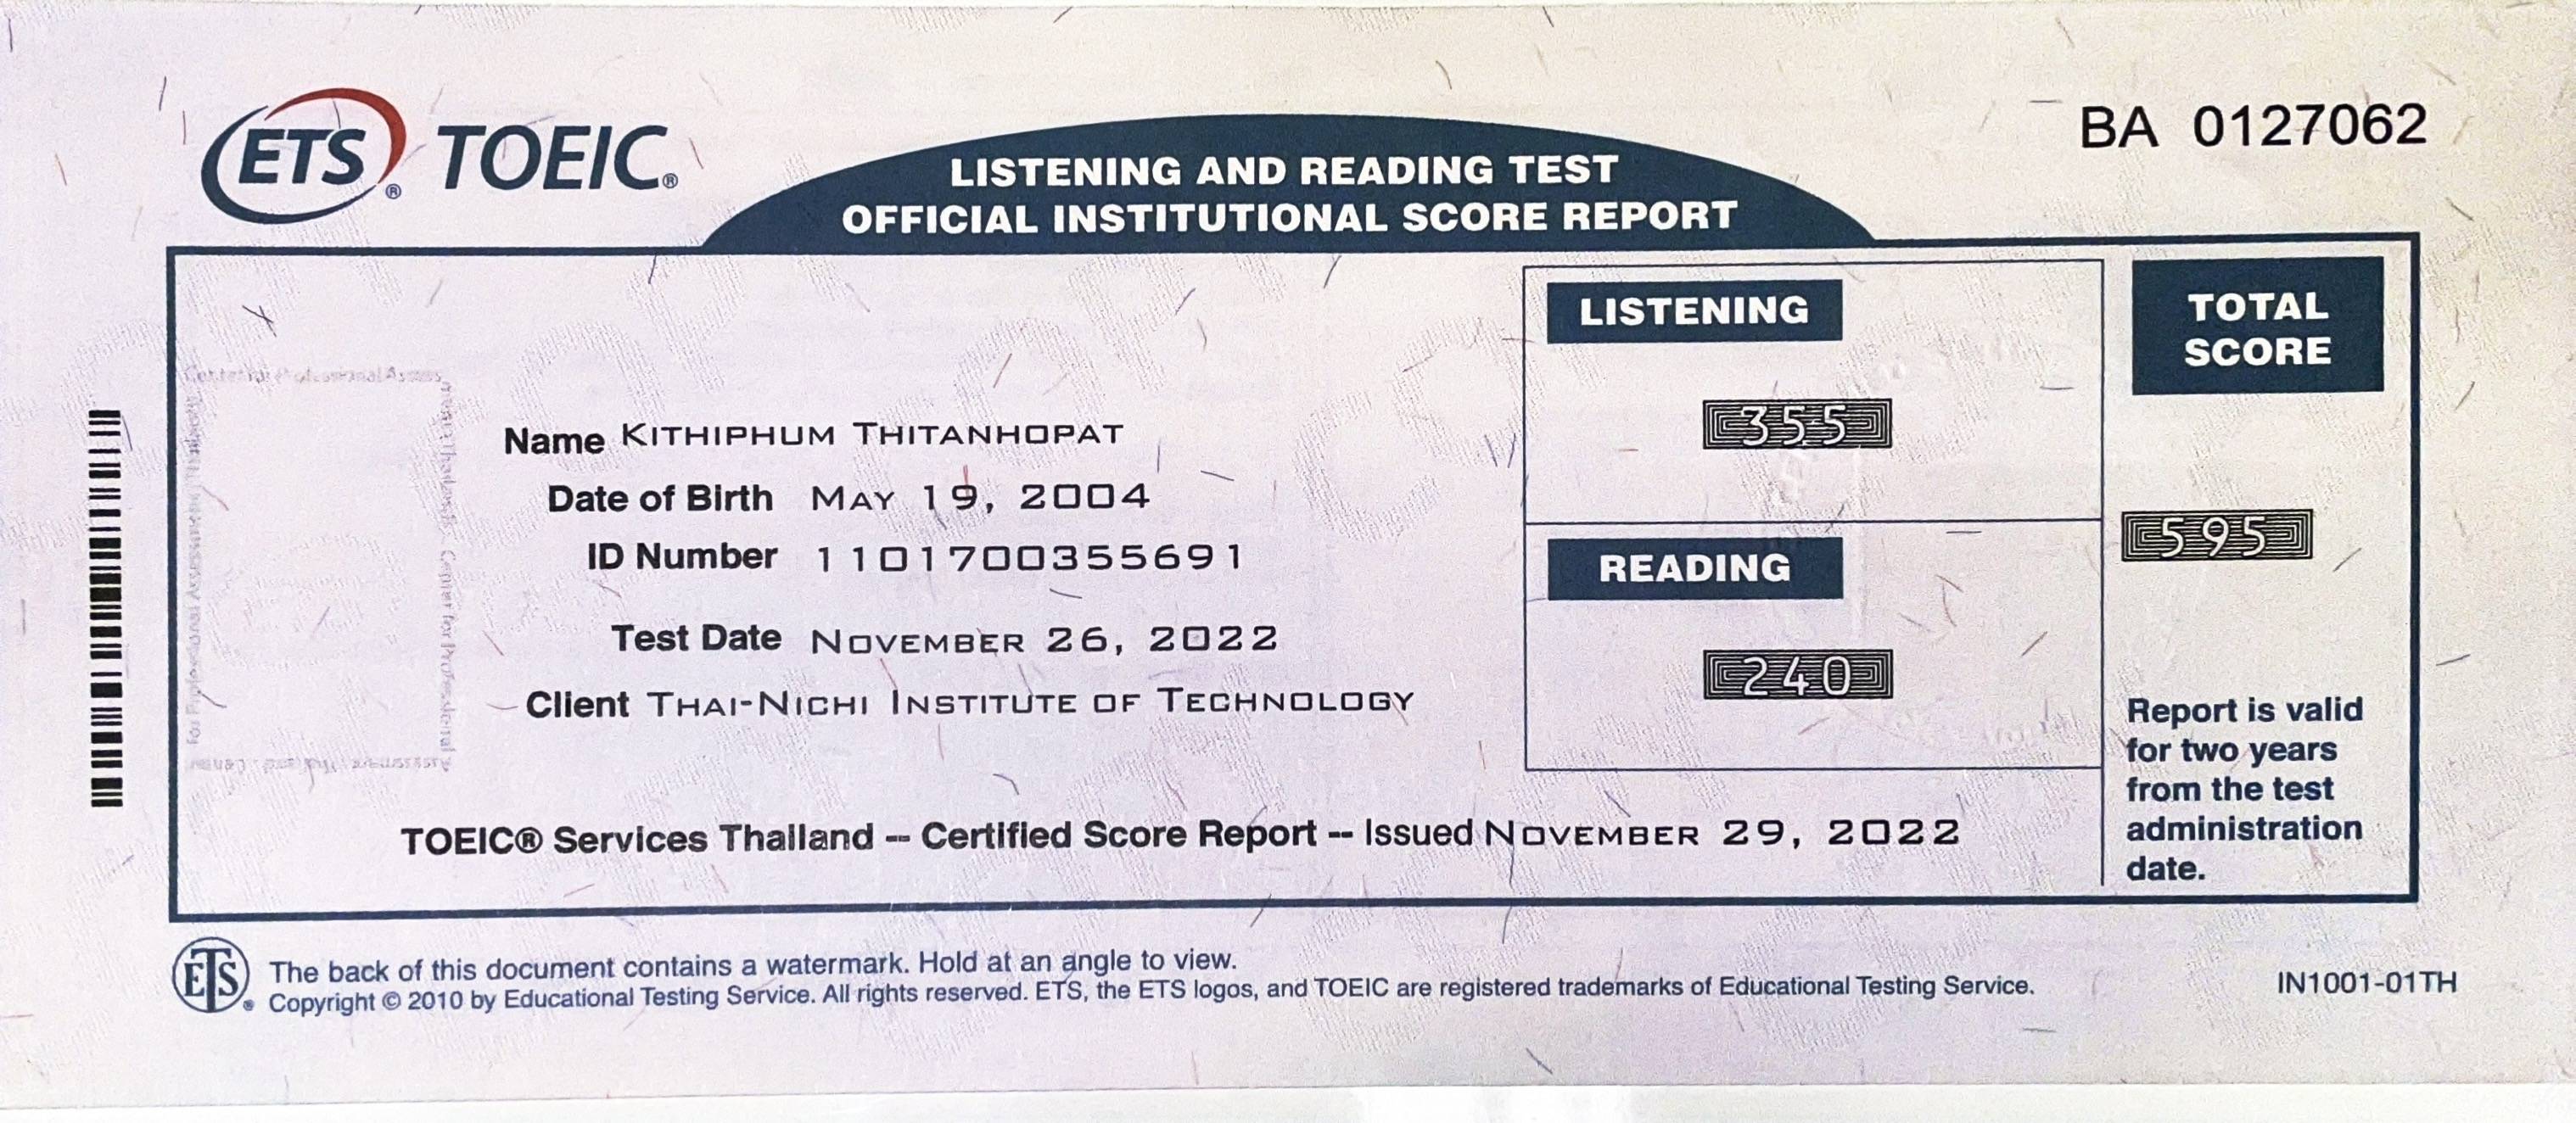 ETS® TOEIC®
BA 0127062
LISTENING AND READING TEST
OFFICIAL INSTITUTIONAL SCORE REPORT
Name KITHIPHUM THITANHOPAT
Date of Birth MAY 19, 2004
ID Number 1101700355691
Test Date NOVEMBER 26, 2022
Client THAI-NICHI INSTITUTE OF TECHNOLOGY
LISTENING
355
READING
240
TOTAL
SCORE
595
Report is valid
for two years
from the test
administration
date.
TOEIC® Services Thailand -- Certified Score Report -- Issued NOVEMBER 29, 2022
ETS®
The back of this document contains a watermark. Hold at an angle to view.
Copyright © 2010 by Educational Testing Service. All rights reserved. ETS, the ETS logos, and TOEIC are registered trademarks of Educational Testing Service.
IN1001-01TH